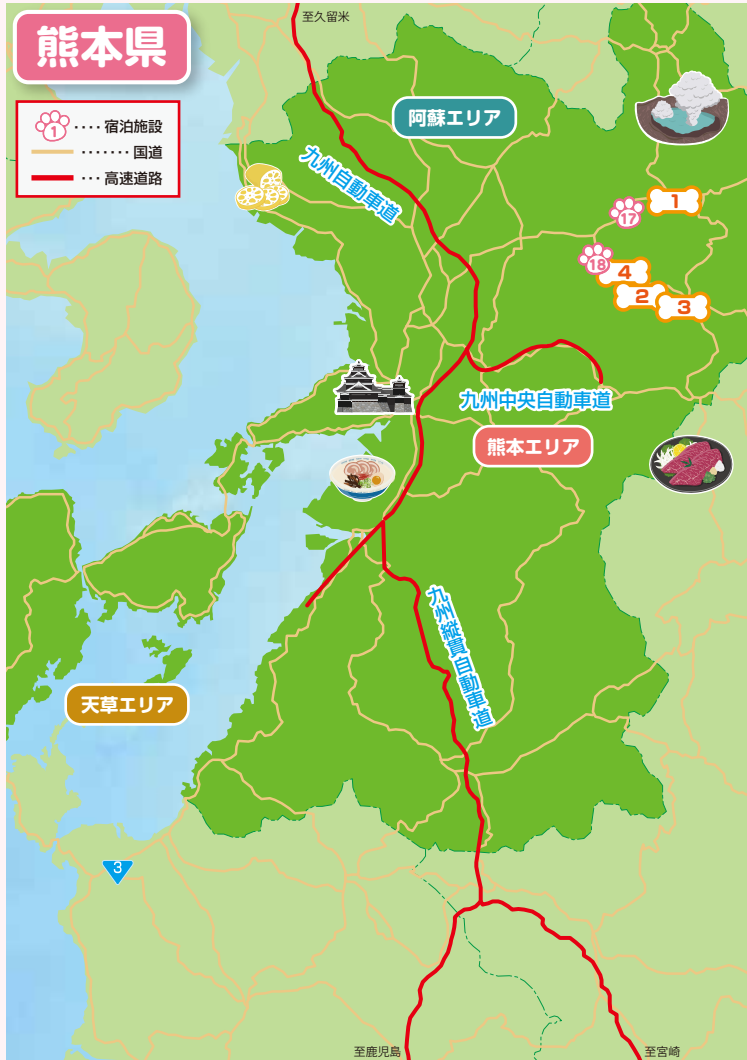 熊本県
至久留米
1 ‥‥ 宿泊施設
‥‥‥‥ 国道
‥‥ 高速道路
阿蘇エリア
九州自動車道
17
1
18
4
2
3
九州中央自動車道
熊本エリア
九州縦貫自動車道
天草エリア
3
至鹿児島
至宮崎